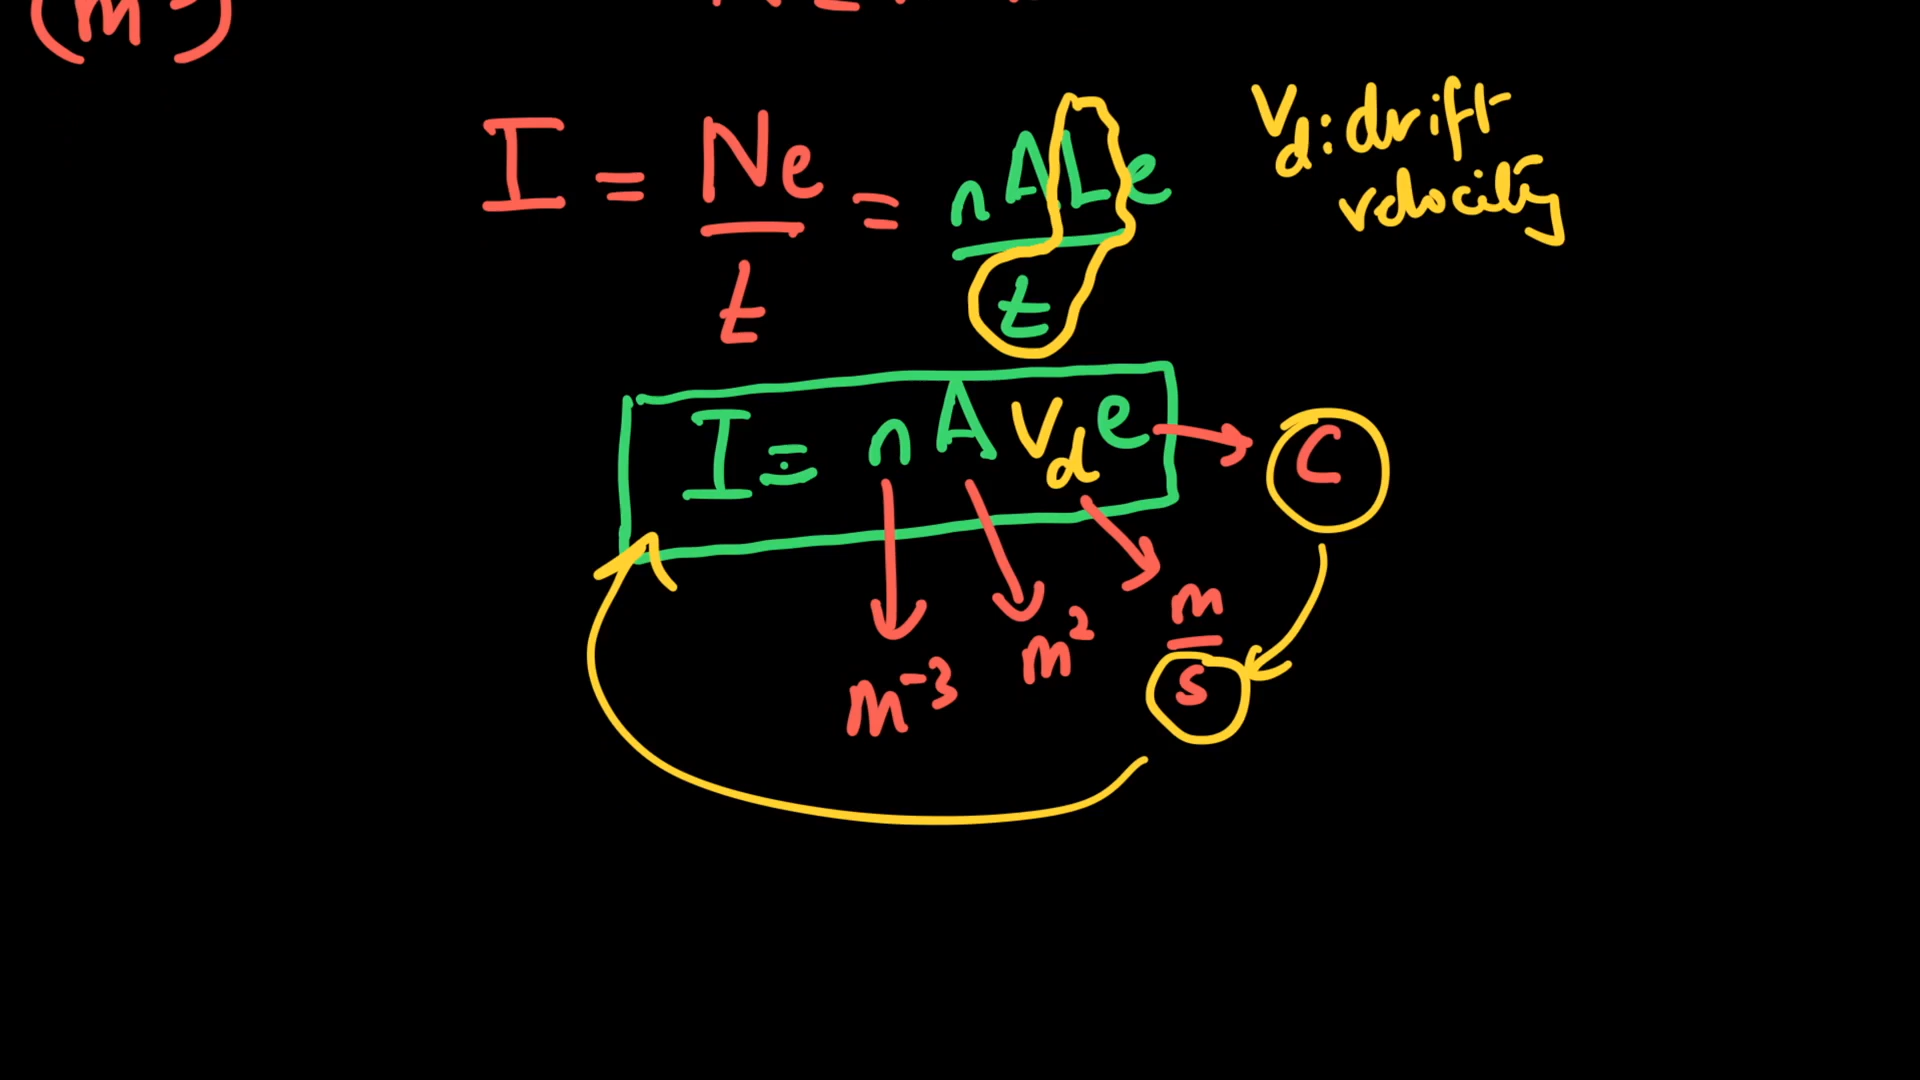 I = Ne/t = nALe/t
Vd: drift
velocity
I = nAVde → C
m⁻³ m² m/s